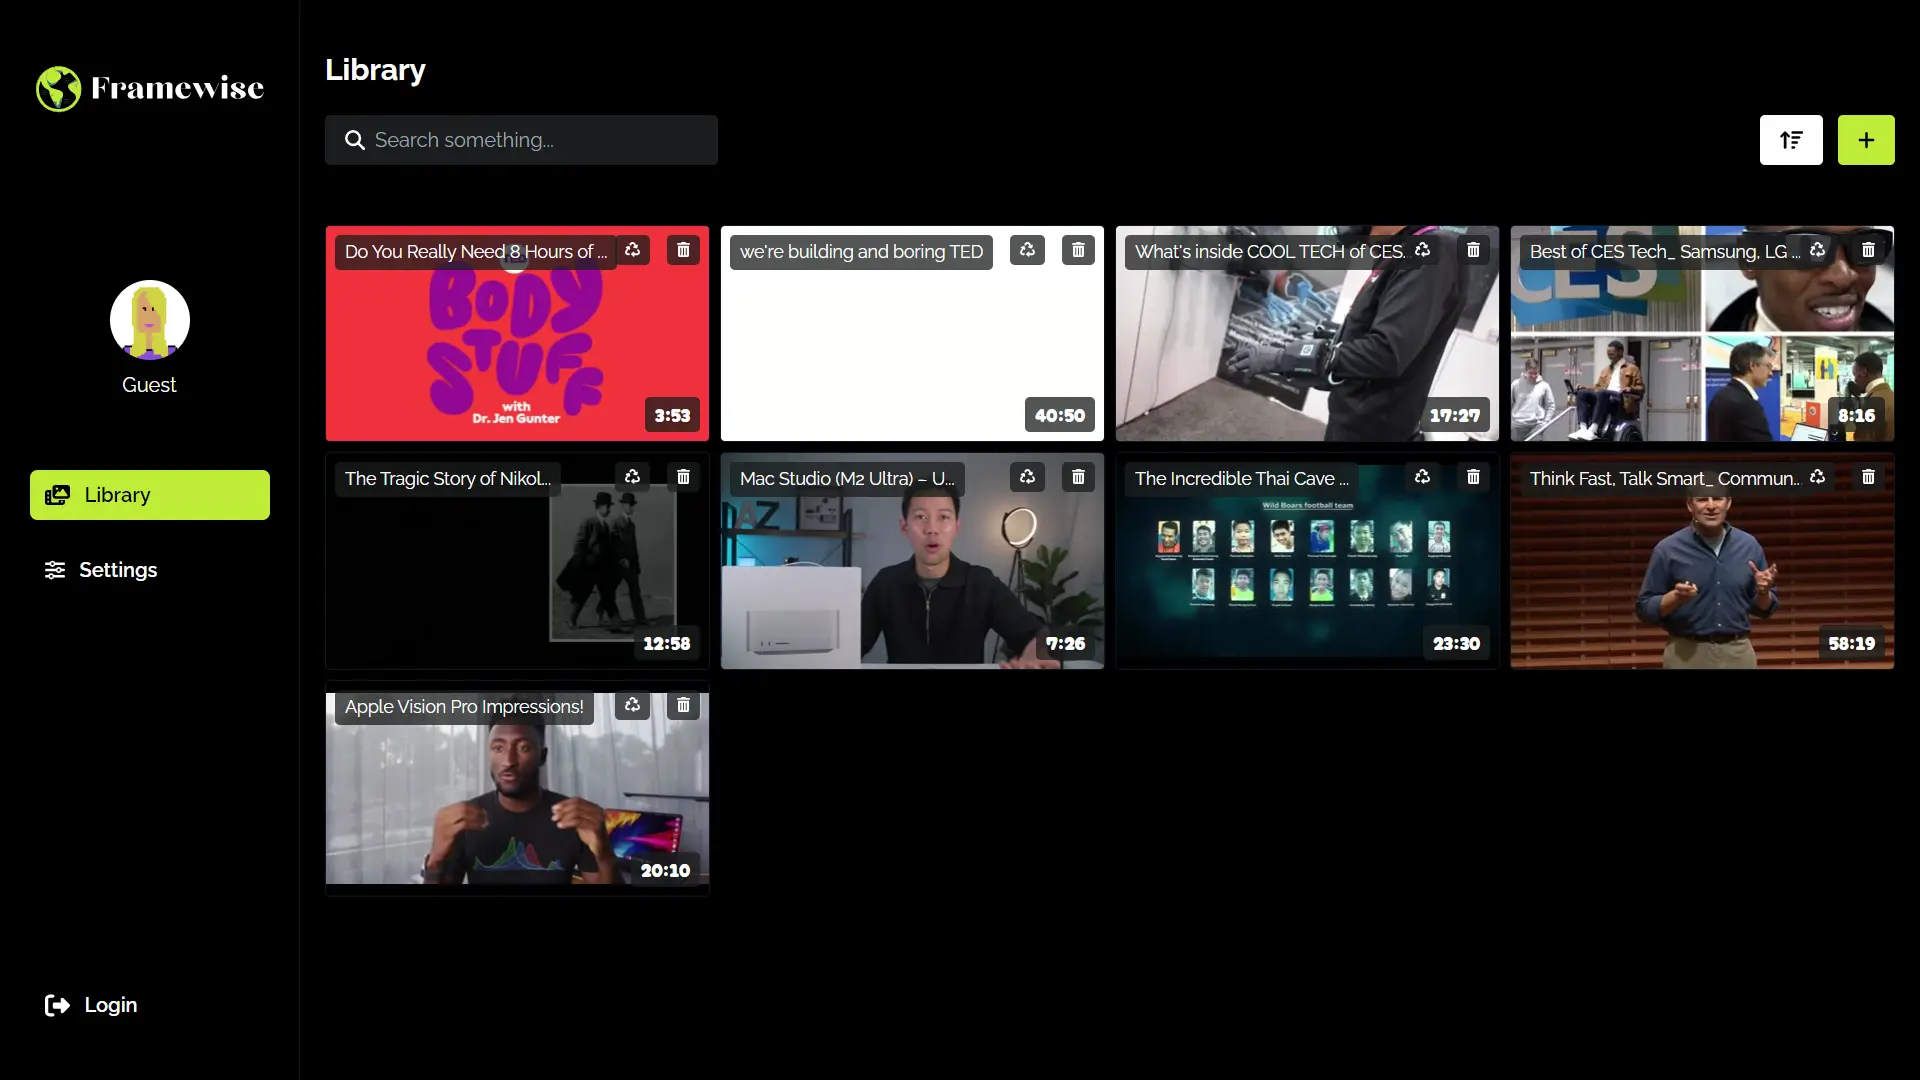 Framewise
Library
Search something...
Guest
Library
Settings
Login
Do You Really Need 8 Hours of ...
BODY
STUFF
with
Dr. Jen Gunter
3:53
we're building and boring TED
40:50
What's inside COOL TECH of CES...
17:27
Best of CES Tech_ Samsung, LG ...
CES
8:16
The Tragic Story of Nikol...
12:58
Mac Studio (M2 Ultra) – U...
AZ
7:26
The Incredible Thai Cave ...
Wild Boars football team
23:30
Think Fast, Talk Smart_ Commun...
58:19
Apple Vision Pro Impressions!
20:10